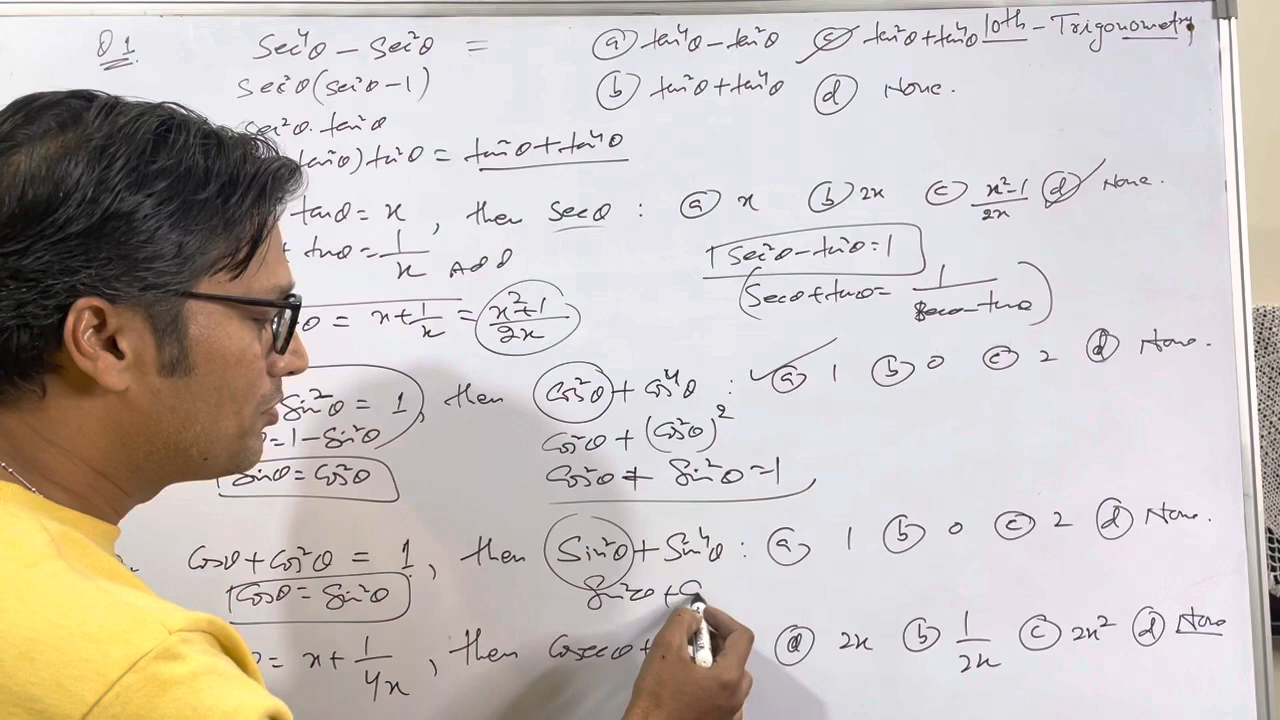 Q1 sec⁴θ − sec²θ = ⓐ tan⁴θ − tan²θ ⓒ tan²θ + tan⁴θ 10th - Trigonometry
sec²θ(sec²θ − 1) ⓑ tan²θ + tan⁴θ ⓓ None.
sec²θ · tan²θ
tan²θ) tan²θ = tan²θ + tan⁴θ
tanθ = x, then secθ : ⓐ x ⓑ 2x ⓒ (x²−1)/2x ⓓ None.
+ tanθ = 1/x ADD sec²θ − tan²θ = 1
(secθ + tanθ = 1/(secθ − tanθ))
θ = x + 1/x = (x²+1)/2x
sin²θ = 1, then cos²θ + cos⁴θ : ⓐ 1 ⓑ 0 ⓒ 2 ⓓ None.
= 1 − sin²θ cos²θ + (cos²θ)²
sinθ = cos²θ cos²θ + sin²θ = 1
cosθ + cos²θ = 1, then sin²θ + sin⁴θ : ⓐ 1 ⓑ 0 ⓒ 2 ⓓ None.
cosθ = sin²θ sin²θ +
= x + 1/4x, then cosecθ + ⓐ 2x ⓑ 1/2x ⓒ 2x² ⓓ None